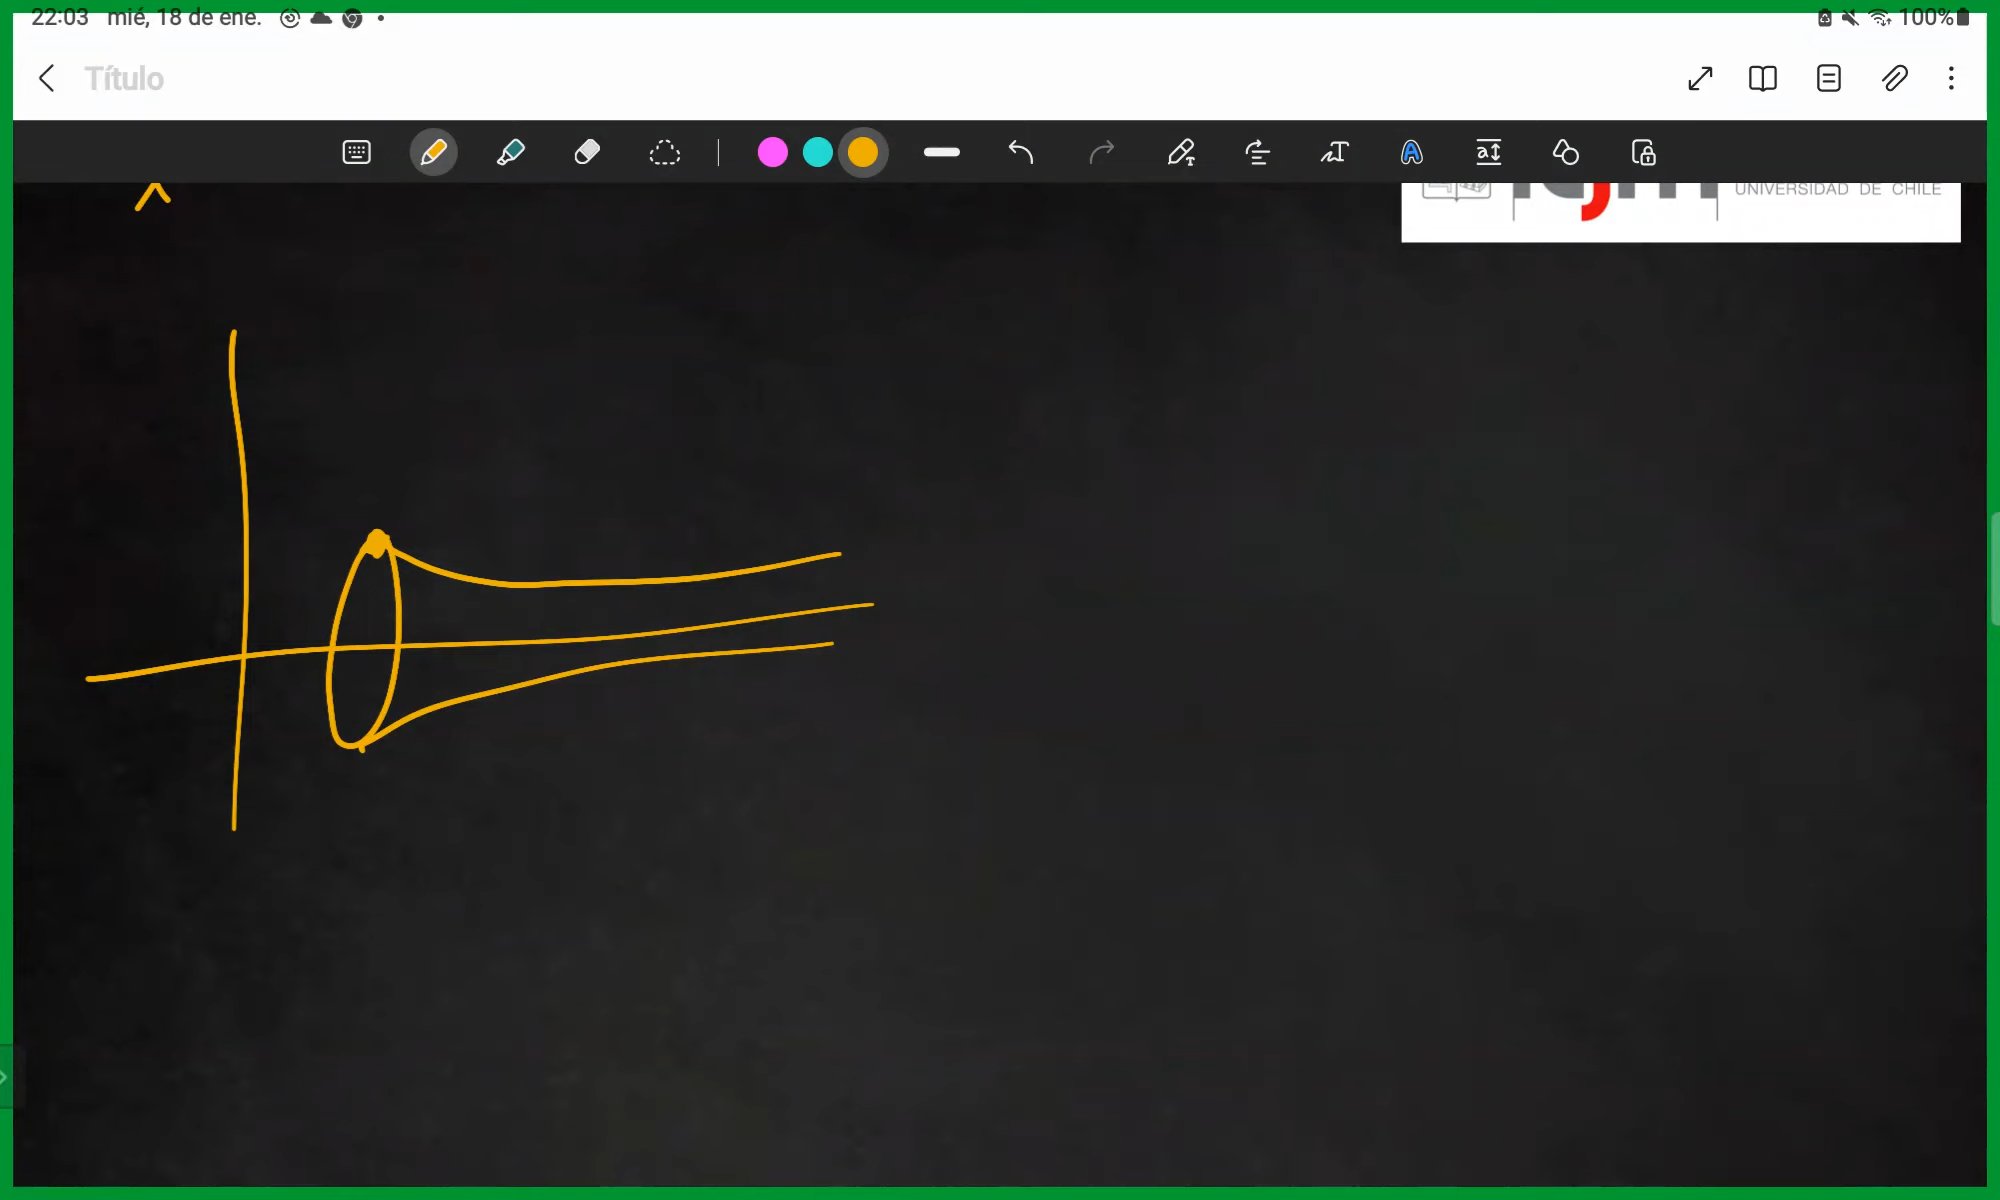 22:03 mié, 18 de ene. 100%
Título
UNIVERSIDAD DE CHILE